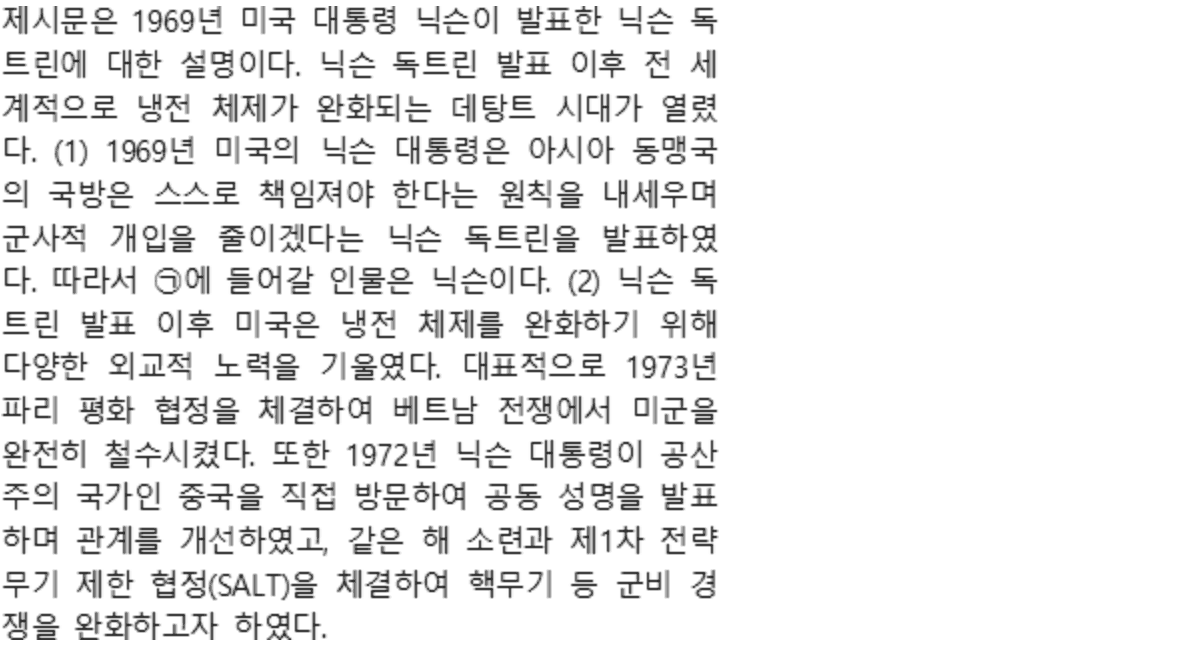 제시문은 1969년 미국 대통령 닉슨이 발표한 닉슨 독
트린에 대한 설명이다. 닉슨 독트린 발표 이후 전 세
계적으로 냉전 체제가 완화되는 데탕트 시대가 열렸
다. (1) 1969년 미국의 닉슨 대통령은 아시아 동맹국
의 국방은 스스로 책임져야 한다는 원칙을 내세우며
군사적 개입을 줄이겠다는 닉슨 독트린을 발표하였
다. 따라서 ㉠에 들어갈 인물은 닉슨이다. (2) 닉슨 독
트린 발표 이후 미국은 냉전 체제를 완화하기 위해
다양한 외교적 노력을 기울였다. 대표적으로 1973년
파리 평화 협정을 체결하여 베트남 전쟁에서 미군을
완전히 철수시켰다. 또한 1972년 닉슨 대통령이 공산
주의 국가인 중국을 직접 방문하여 공동 성명을 발표
하며 관계를 개선하였고, 같은 해 소련과 제1차 전략
무기 제한 협정(SALT)을 체결하여 핵무기 등 군비 경
쟁을 완화하고자 하였다.